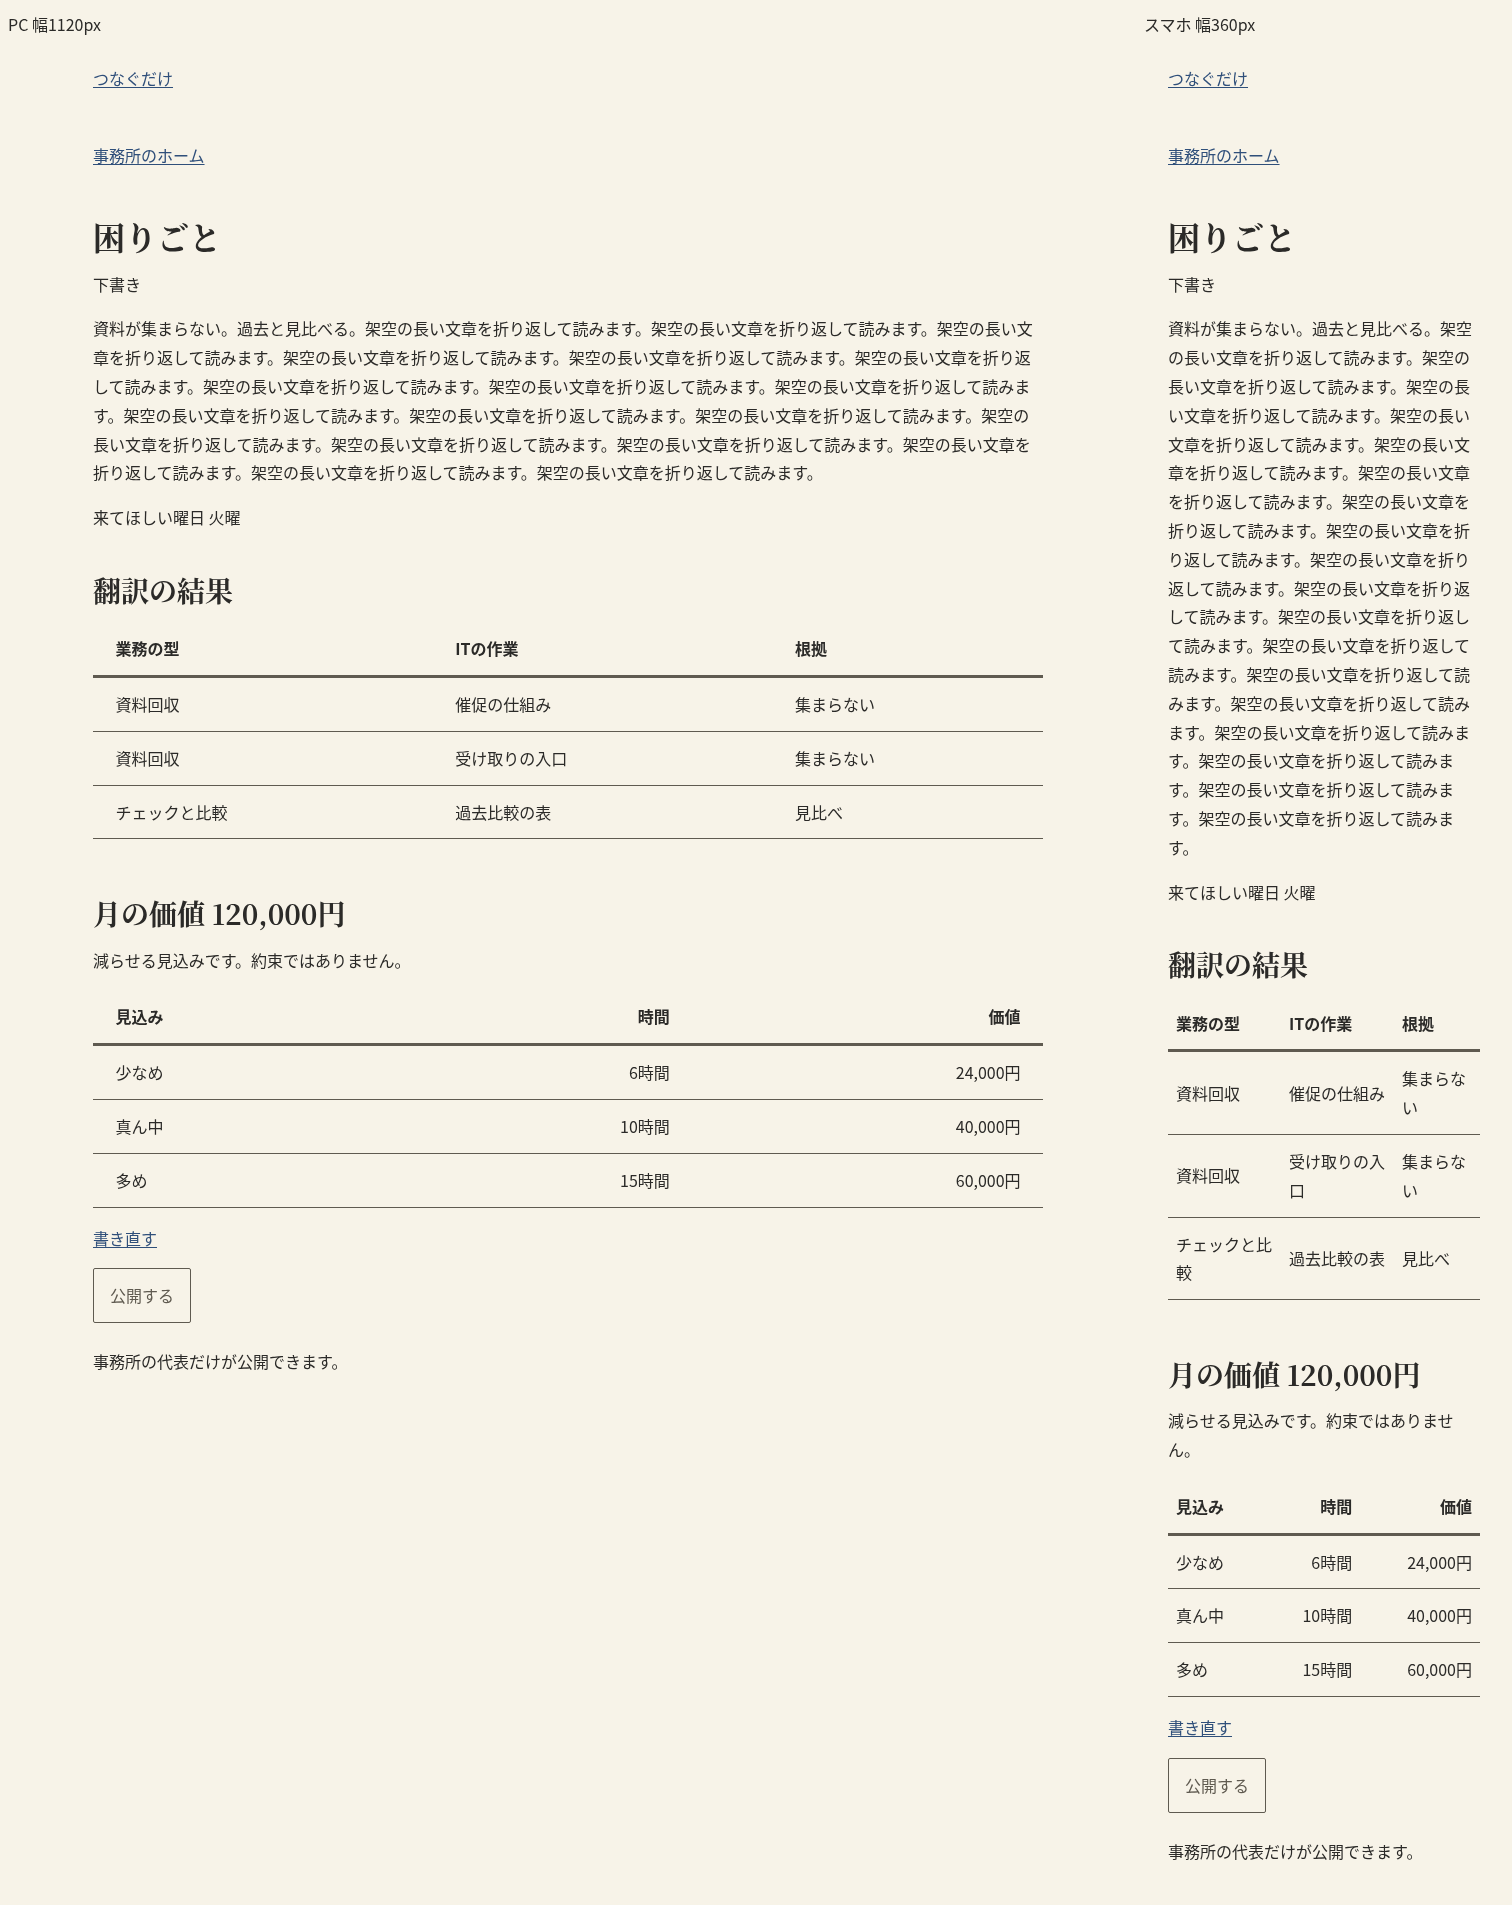 PC 幅1120px
つなぐだけ
事務所のホーム
困りごと
下書き
資料が集まらない。過去と見比べる。架空の長い文章を折り返して読みます。架空の長い文章を折り返して読みます。架空の長い文
章を折り返して読みます。架空の長い文章を折り返して読みます。架空の長い文章を折り返して読みます。架空の長い文章を折り返
して読みます。架空の長い文章を折り返して読みます。架空の長い文章を折り返して読みます。架空の長い文章を折り返して読みま
す。架空の長い文章を折り返して読みます。架空の長い文章を折り返して読みます。架空の長い文章を折り返して読みます。架空の
長い文章を折り返して読みます。架空の長い文章を折り返して読みます。架空の長い文章を折り返して読みます。架空の長い文章を
折り返して読みます。架空の長い文章を折り返して読みます。架空の長い文章を折り返して読みます。
来てほしい曜日 火曜
翻訳の結果
業務の型 ITの作業 根拠
資料回収 催促の仕組み 集まらない
資料回収 受け取りの入口 集まらない
チェックと比較 過去比較の表 見比べ
月の価値 120,000円
減らせる見込みです。約束ではありません。
見込み 時間 価値
少なめ 6時間 24,000円
真ん中 10時間 40,000円
多め 15時間 60,000円
書き直す
公開する
事務所の代表だけが公開できます。
スマホ 幅360px
つなぐだけ
事務所のホーム
困りごと
下書き
資料が集まらない。過去と見比べる。架空
の長い文章を折り返して読みます。架空の
長い文章を折り返して読みます。架空の長
い文章を折り返して読みます。架空の長い
文章を折り返して読みます。架空の長い文
章を折り返して読みます。架空の長い文章
を折り返して読みます。架空の長い文章を
折り返して読みます。架空の長い文章を折
り返して読みます。架空の長い文章を折り
返して読みます。架空の長い文章を折り返
して読みます。架空の長い文章を折り返し
て読みます。架空の長い文章を折り返して
読みます。架空の長い文章を折り返して読
みます。架空の長い文章を折り返して読み
ます。架空の長い文章を折り返して読みま
す。架空の長い文章を折り返して読みま
す。架空の長い文章を折り返して読みま
す。架空の長い文章を折り返して読みま
す。
来てほしい曜日 火曜
翻訳の結果
業務の型 ITの作業 根拠
資料回収 催促の仕組み 集まらな
い
資料回収 受け取りの入 集まらな
口 い
チェックと比 過去比較の表 見比べ
較
月の価値 120,000円
減らせる見込みです。約束ではありませ
ん。
見込み 時間 価値
少なめ 6時間 24,000円
真ん中 10時間 40,000円
多め 15時間 60,000円
書き直す
公開する
事務所の代表だけが公開できます。